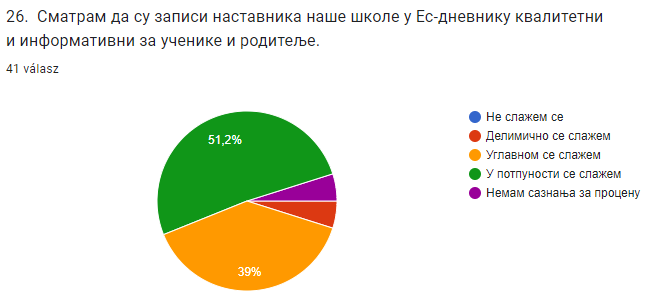 26. Сматрам да су записи наставника наше школе у Ес-дневнику квалитетни
и информативни за ученике и родитеље.
41 válasz
51,2%
39%
Не слажем се
Делимично се слажем
Углавном се слажем
У потпуности се слажем
Немам сазнања за процену